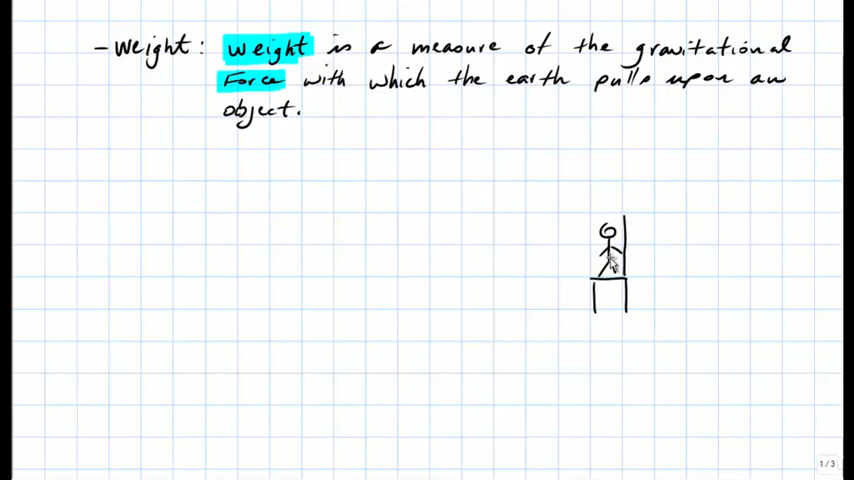 - Weight: Weight is a measure of the gravitational
Force with which the earth pulls upon an
object.
1/3